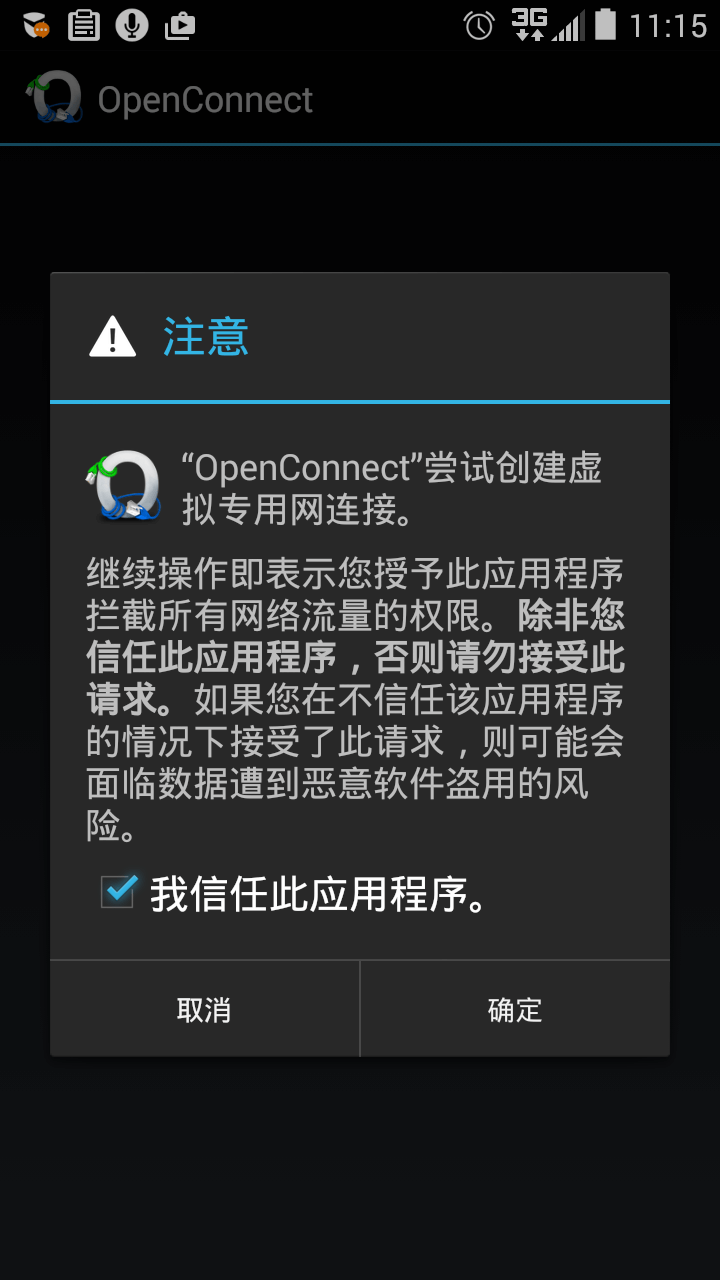 3G 11:15
OpenConnect
注意
“OpenConnect”尝试创建虚
拟专用网连接。
继续操作即表示您授予此应用程序
拦截所有网络流量的权限。除非您
信任此应用程序，否则请勿接受此
请求。如果您在不信任该应用程序
的情况下接受了此请求，则可能会
面临数据遭到恶意软件盗用的风
险。
我信任此应用程序。
取消 确定